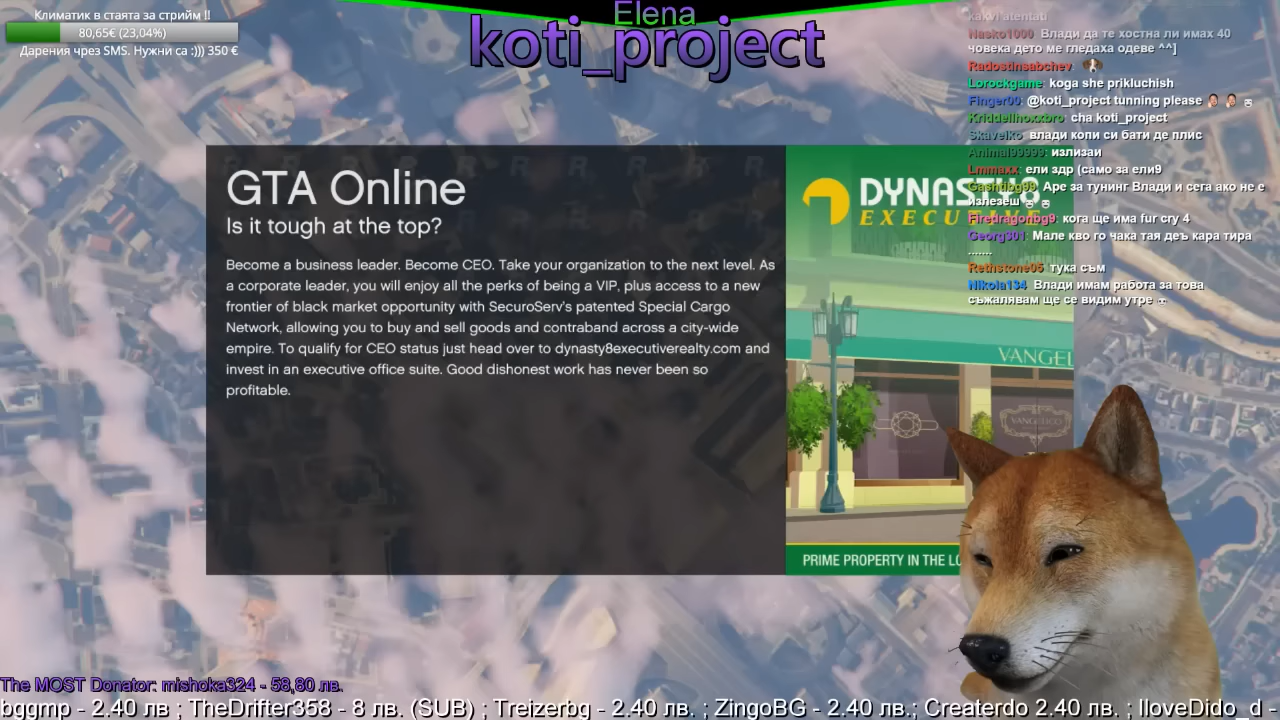 Климатик в стаята за стрийм !!
80,65€ (23,04%)
Дарения чрез SMS. Нужни са :))) 350 €
Elena
koti_project
kakvi atentati
Nasko1000 Влади да те хостна ли имах 40
човека дето ме гледаха одеве ^^]
Radostinsabchev
Lorockgame: koga she prikluchish
Finger00: @koti_project tunning please
Kriddellhoxxbro: cha koti_project
Skaveiko: влади копи си бати де плис
Animal99999: излизаи
Lmmaxx: ели здр (само за ели9
Gashtibg99 Аре за тунинг Влади и сега ако не е
излезеш
Firedragonbg9: кога ще има fur cry 4
Georg301: Мале кво го чака тая деъ кара тира
.......
Rethstone05 тука съм
Nikola134 Влади имам работа за това
съжалявам ще се видим утре
GTA Online
Is it tough at the top?
Become a business leader. Become CEO. Take your organization to the next level. As
a corporate leader, you will enjoy all the perks of being a VIP, plus access to a new
frontier of black market opportunity with SecuroServ's patented Special Cargo
Network, allowing you to buy and sell goods and contraband across a city-wide
empire. To qualify for CEO status just head over to dynasty8executiverealty.com and
invest in an executive office suite. Good dishonest work has never been so
profitable.
DYNASTY8
EXECUTIVE
VANGEL
VANGELICO
PRIME PROPERTY IN THE LO
The MOST Donator: mishoka324 - 58,80 лв.
bggmp - 2.40 лв ; TheDrifter358 - 8 лв. (SUB) ; Treizerbg - 2.40 лв. ; ZingoBG - 2.40 лв.; Createrdo 2.40 лв. ; IloveDido_d -